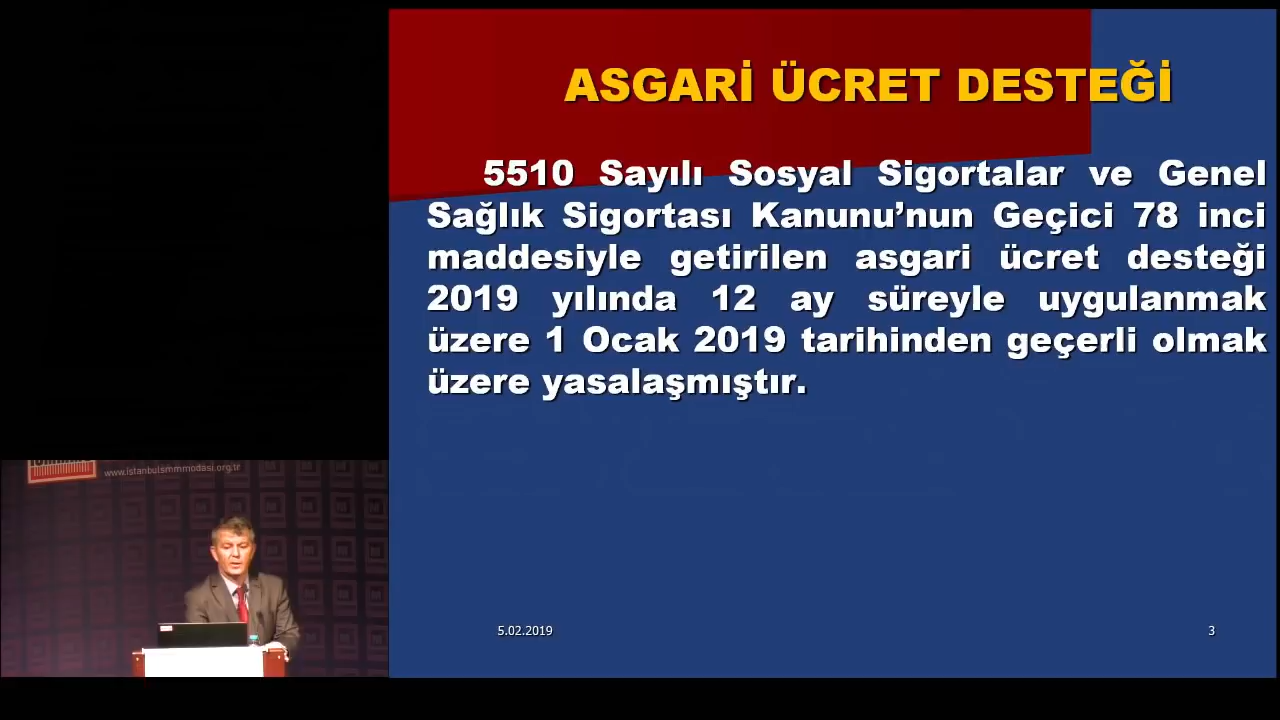 ASGARİ ÜCRET DESTEĞİ
5510 Sayılı Sosyal Sigortalar ve Genel
Sağlık Sigortası Kanunu’nun Geçici 78 inci
maddesiyle getirilen asgari ücret desteği
2019 yılında 12 ay süreyle uygulanmak
üzere 1 Ocak 2019 tarihinden geçerli olmak
üzere yasalaşmıştır.
www.istanbulsmmmodasi.org.tr
5.02.2019
3